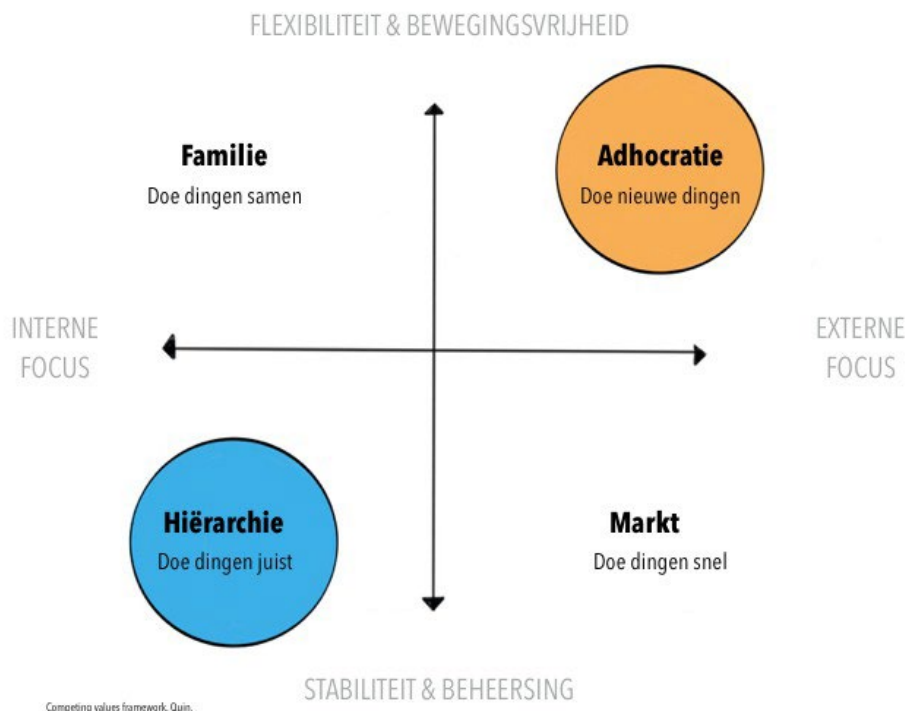 FLEXIBILITEIT & BEWEGINGSVRIJHEID
Familie
Doe dingen samen
Adhocratie
Doe nieuwe dingen
INTERNE
FOCUS
EXTERNE
FOCUS
Hiërarchie
Doe dingen juist
Markt
Doe dingen snel
STABILITEIT & BEHEERSING
Competing values framework, Quin.